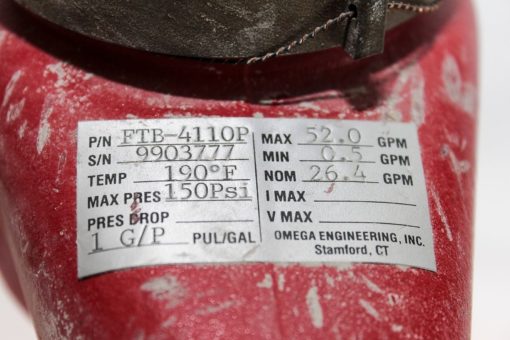 P/N FTB-4110P
S/N 9903777
TEMP 190°F
MAX PRES 150Psi
PRES DROP
1 G/P PUL/GAL
MAX 52.0 GPM
MIN 0.5 GPM
NOM 26.4 GPM
I MAX
V MAX
OMEGA ENGINEERING, INC.
Stamford, CT